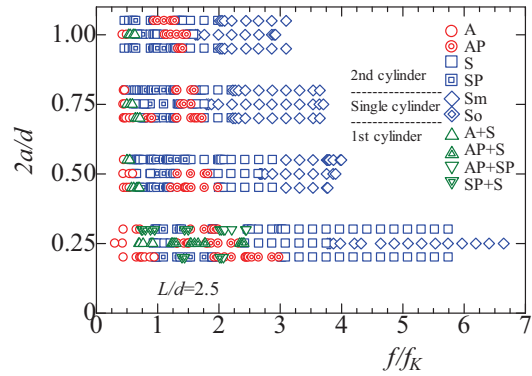 2a/d
1.00
0.75
0.50
0.25
0
0 1 2 3 4 5 6 7
f/f_K
L/d=2.5
2nd cylinder
Single cylinder
1st cylinder
A
AP
S
SP
Sm
So
A+S
AP+S
AP+SP
SP+S